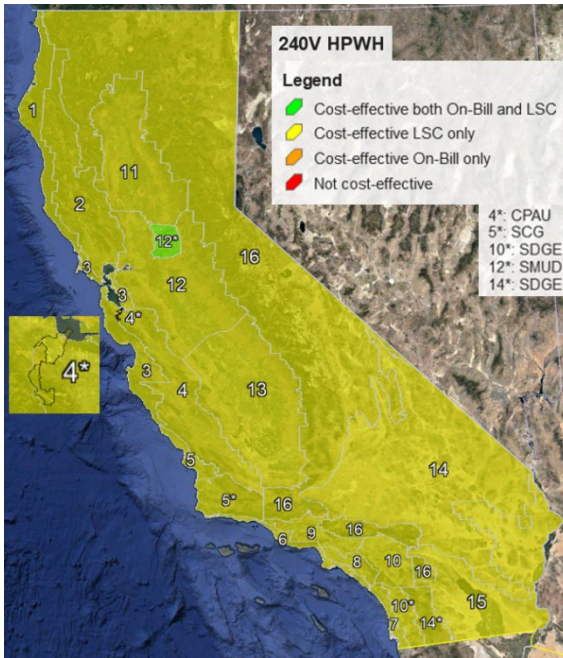 240V HPWH
Legend
Cost-effective both On-Bill and LSC
Cost-effective LSC only
Cost-effective On-Bill only
Not cost-effective
4*: CPAU
5*: SCG
10*: SDGE
12*: SMUD
14*: SDGE
1
11
2
12*
16
3
12
3
4*
4*
3
4
13
5
14
5*
16
6
9
16
8
10
16
15
10*
7
14*